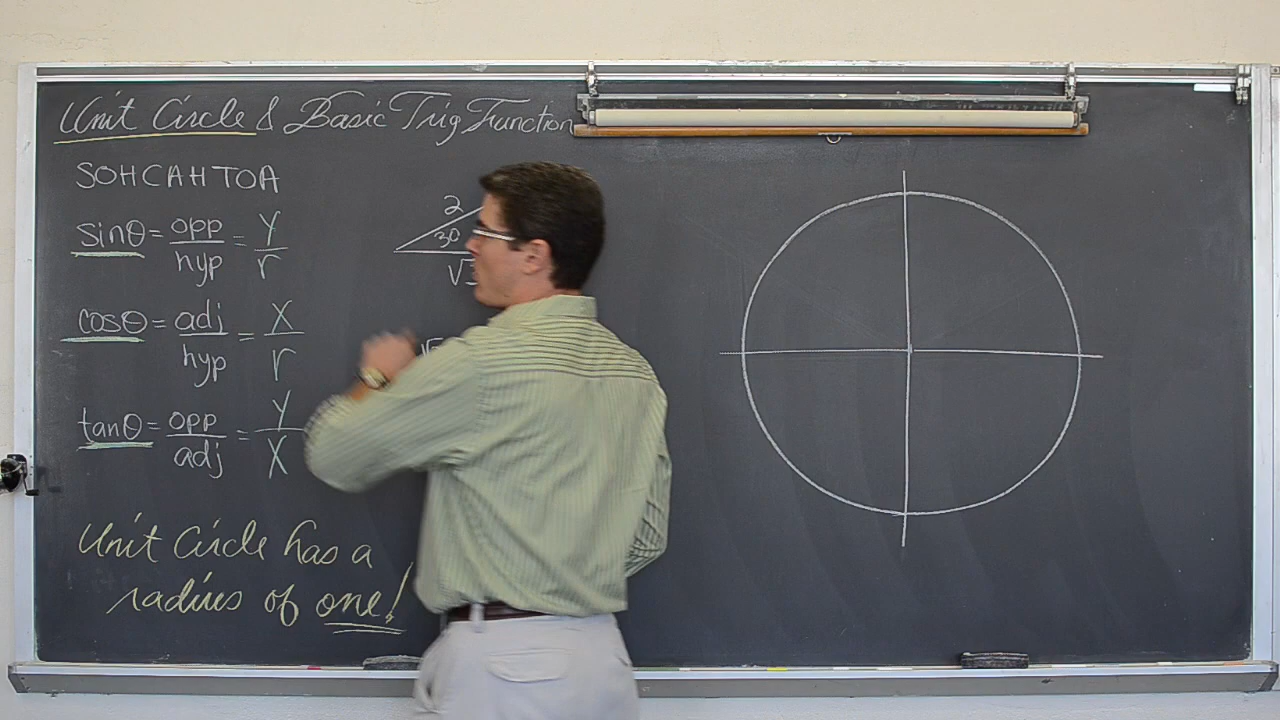 Unit Circle & Basic Trig Function
SOHCAHTOA
sinθ = opp/hyp = y/r
cosθ = adj/hyp = x/r
tanθ = opp/adj = y/x
2
30
√
Unit Circle has a
radius of one!